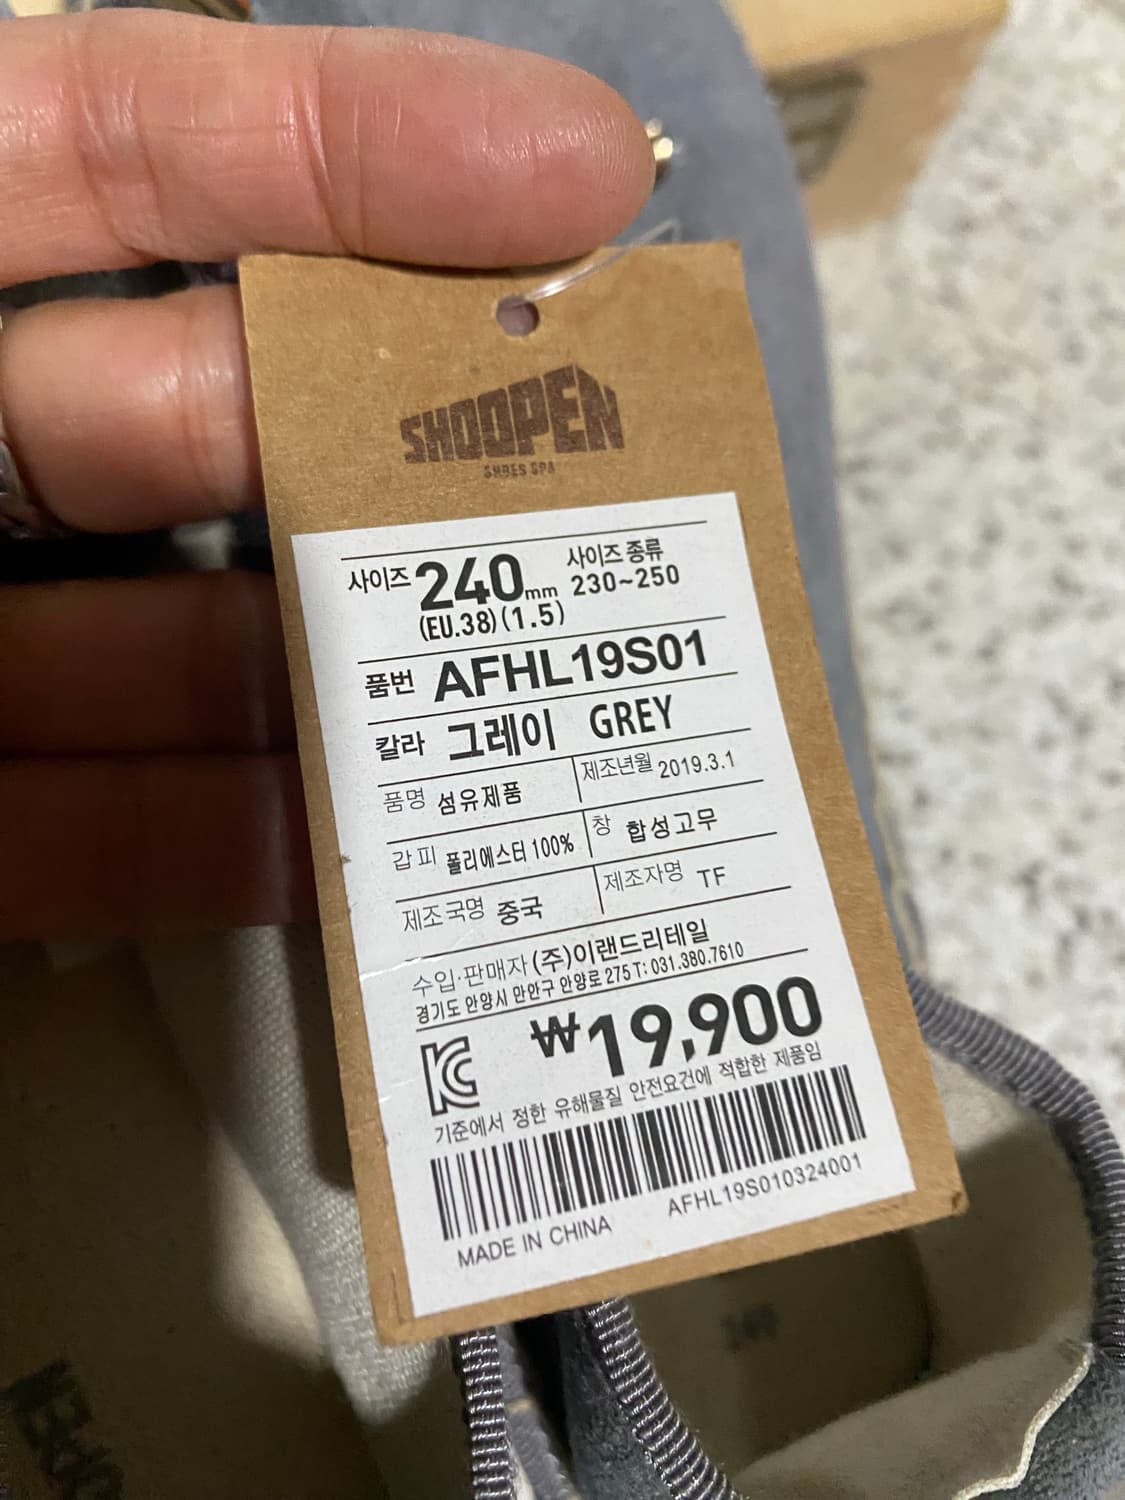 SHOOPEN
SHOES SPA
사이즈 240mm 사이즈 종류
(EU.38)(1.5) 230~250
품번 AFHL19S01
칼라 그레이 GREY
품명 섬유제품 제조년월 2019.3.1
갑피 폴리에스터 100% 창 합성고무
제조국명 중국 제조자명 TF
수입·판매자 (주)이랜드리테일
경기도 안양시 만안구 안양로 275 T: 031.380.7610
₩19,900
기준에서 정한 유해물질 안전요건에 적합한 제품임
MADE IN CHINA AFHL19S010324001